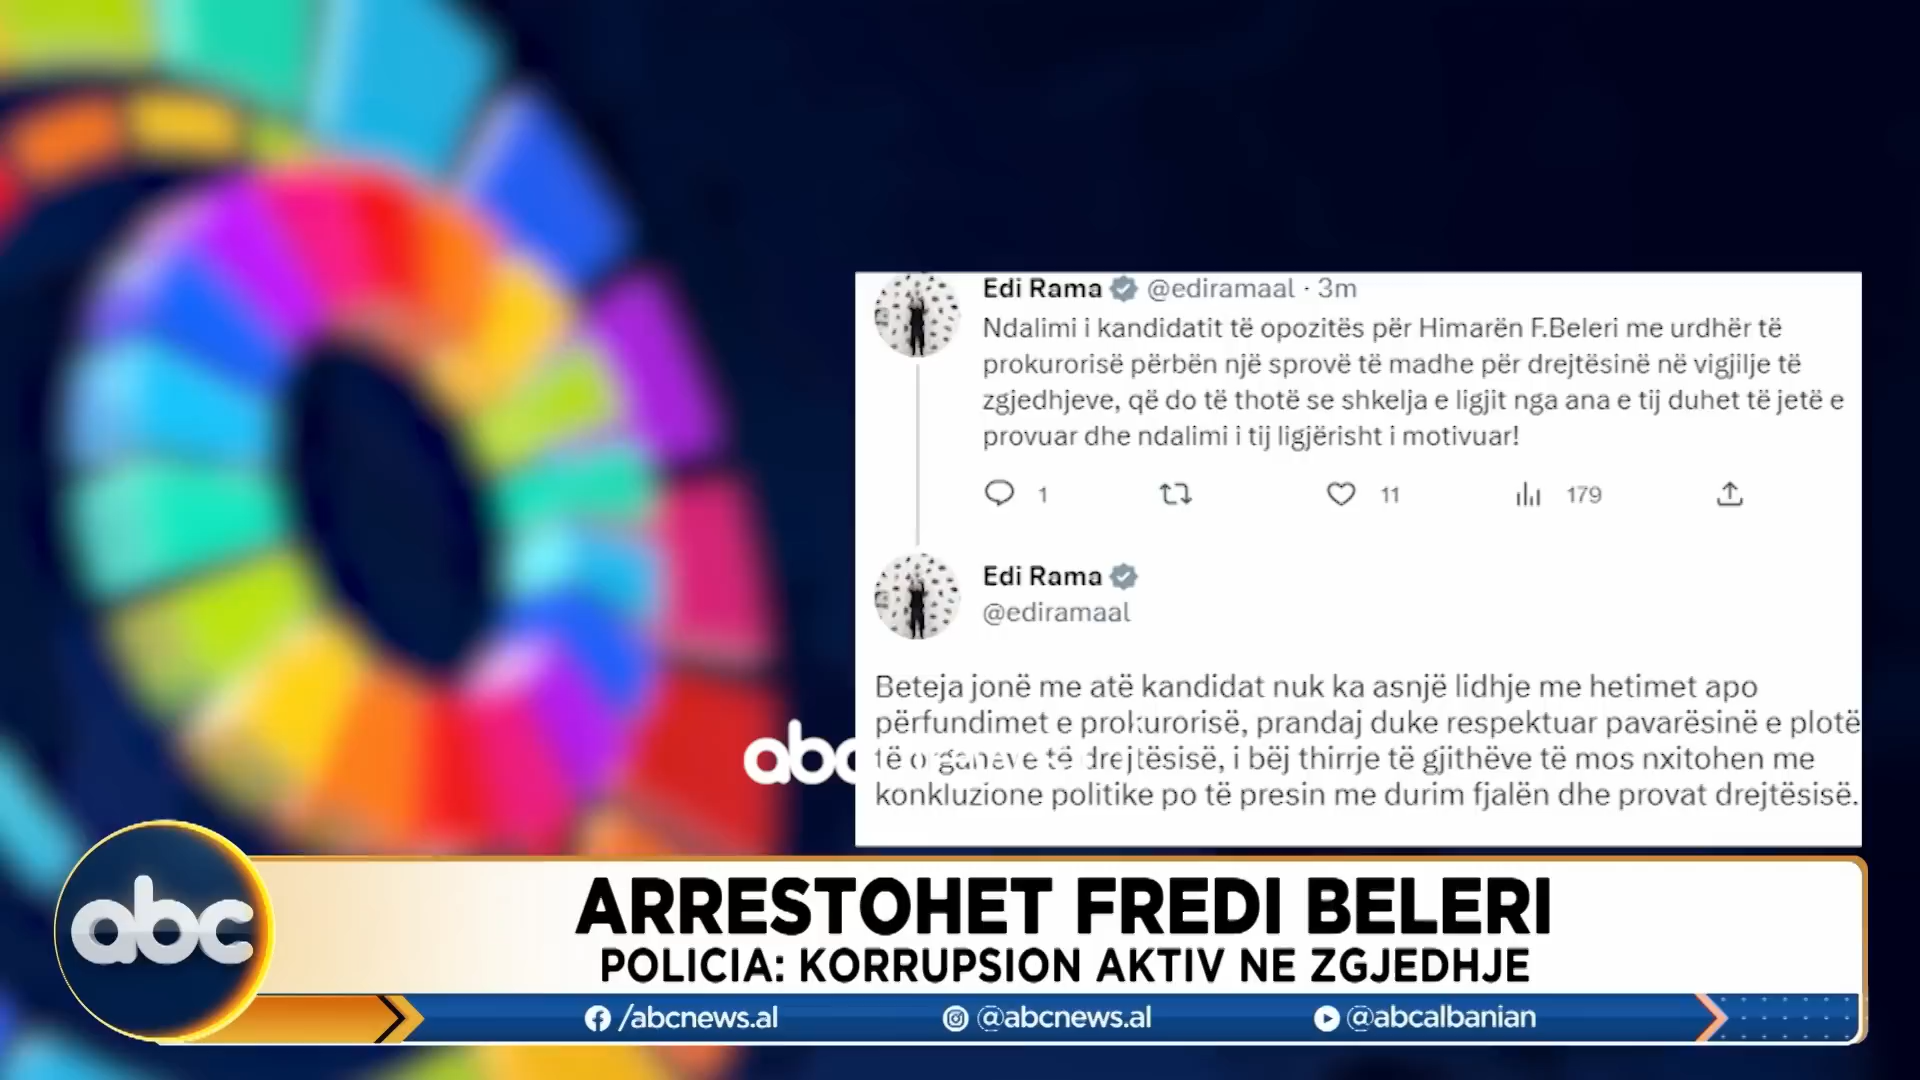 Edi Rama @ediramaal · 3m
Ndalimi i kandidatit të opozitës për Himarën F.Beleri me urdhër të
prokurorisë përbën një sprovë të madhe për drejtësinë në vigjilje të
zgjedhjeve, që do të thotë se shkelja e ligjit nga ana e tij duhet të jetë e
provuar dhe ndalimi i tij ligjërisht i motivuar!
1 11 179
Edi Rama
@ediramaal
Beteja jonë me atë kandidat nuk ka asnjë lidhje me hetimet apo
përfundimet e prokurorisë, prandaj duke respektuar pavarësinë e plotë
të organeve të drejtësisë, i bëj thirrje të gjithëve të mos nxitohen me
konkluzione politike po të presin me durim fjalën dhe provat drejtësisë.
abc
abc
ARRESTOHET FREDI BELERI
POLICIA: KORRUPSION AKTIV NE ZGJEDHJE
/abcnews.al @abcnews.al @abcalbanian